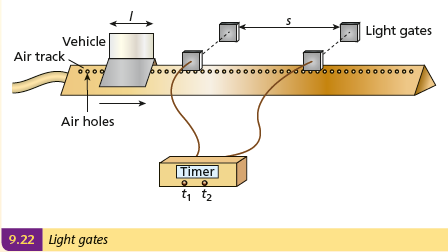 l
s
Vehicle
Light gates
Air track
Air holes
Timer
t₁ t₂
9.22 Light gates